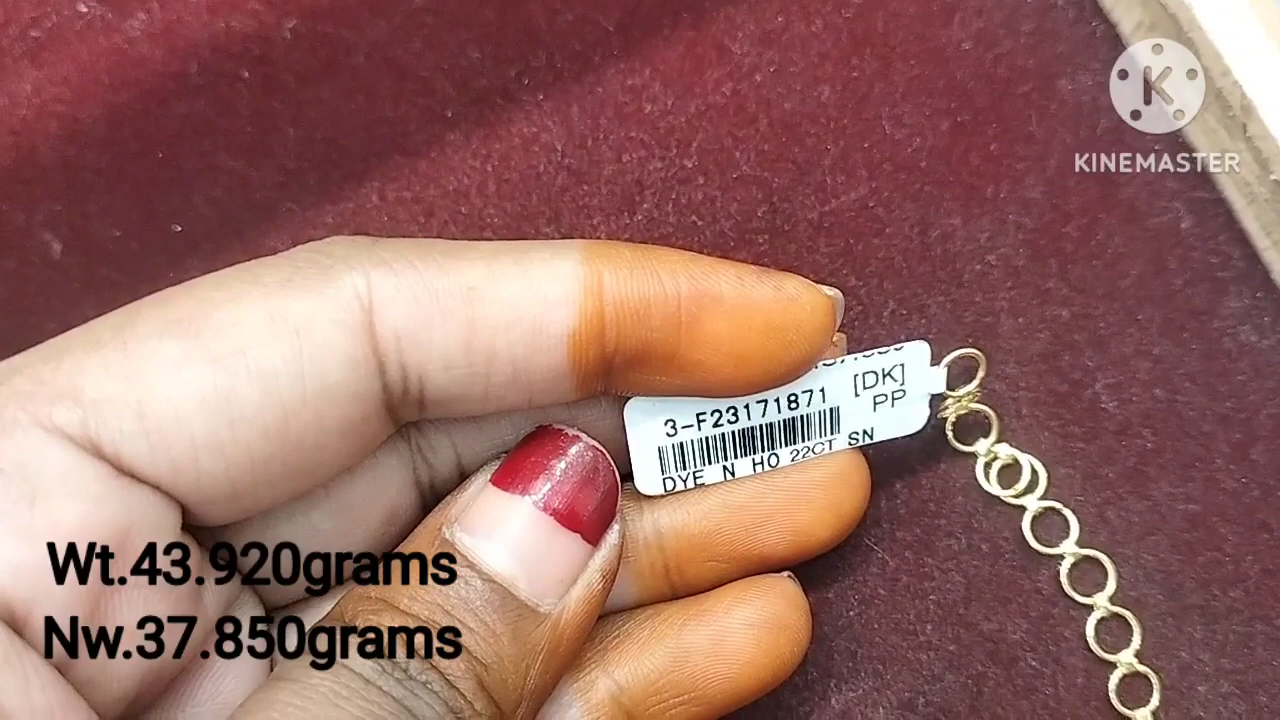 K
KINEMASTER
[DK]
3-F23171871
PP
DYE N HO 22CT SN
Wt.43.920grams
Nw.37.850grams